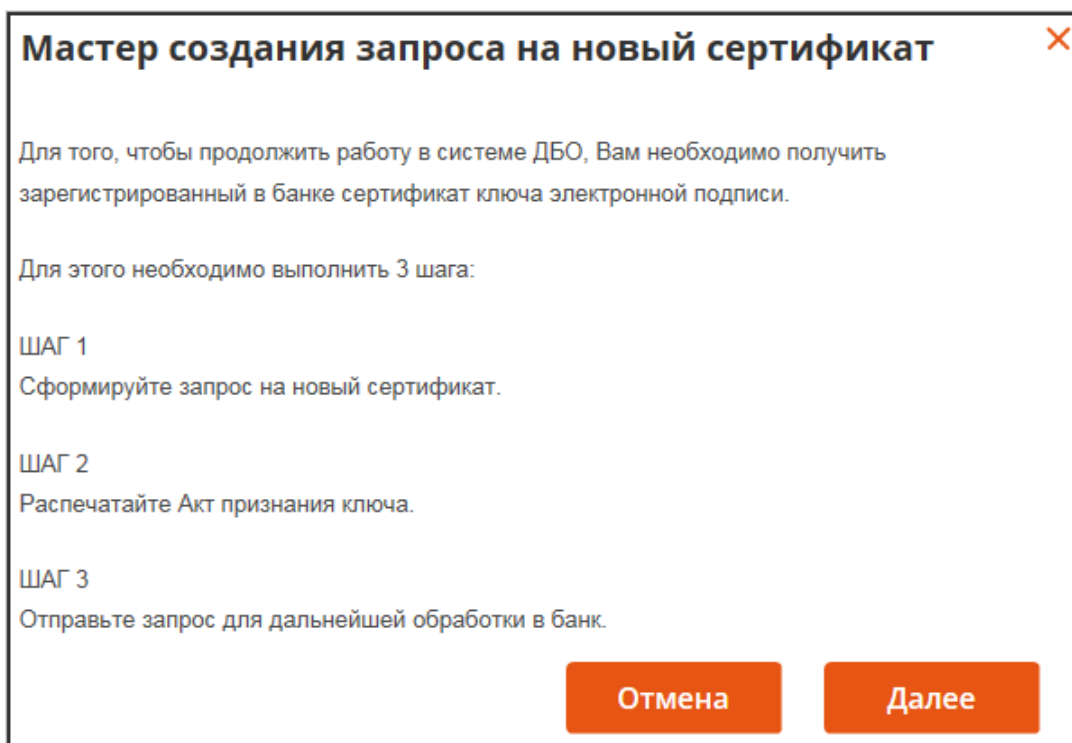 Мастер создания запроса на новый сертификат
Для того, чтобы продолжить работу в системе ДБО, Вам необходимо получить
зарегистрированный в банке сертификат ключа электронной подписи.
Для этого необходимо выполнить 3 шага:
ШАГ 1
Сформируйте запрос на новый сертификат.
ШАГ 2
Распечатайте Акт признания ключа.
ШАГ 3
Отправьте запрос для дальнейшей обработки в банк.
Отмена
Далее